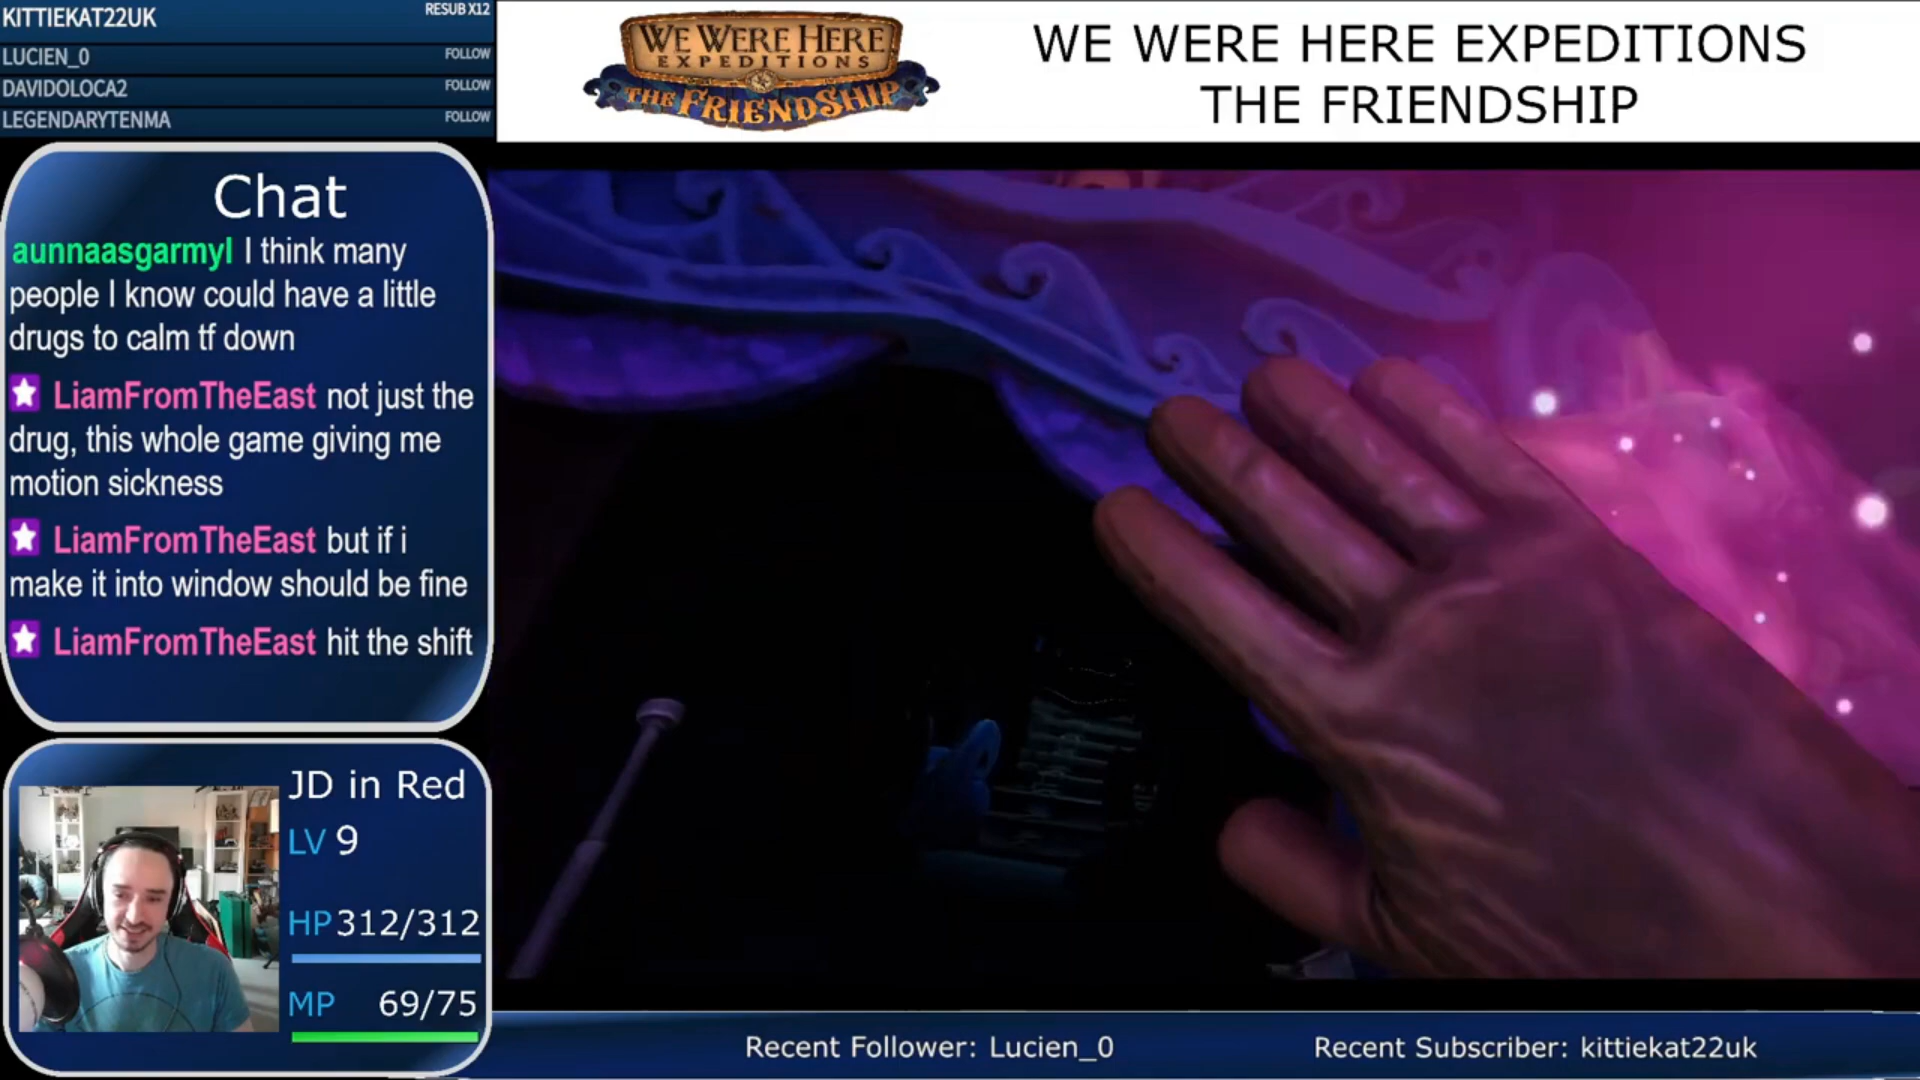 KITTIEKAT22UK RESUB X12
LUCIEN_0 FOLLOW
DAVIDOLOCA2 FOLLOW
LEGENDARYTENMA FOLLOW
WE WERE HERE
EXPEDITIONS
THE FRIENDSHIP
WE WERE HERE EXPEDITIONS
THE FRIENDSHIP
Chat
aunnaasgarmyl I think many
people I know could have a little
drugs to calm tf down
LiamFromTheEast not just the
drug, this whole game giving me
motion sickness
LiamFromTheEast but if i
make it into window should be fine
LiamFromTheEast hit the shift
JD in Red
LV 9
HP 312/312
MP 69/75
Recent Follower: Lucien_0
Recent Subscriber: kittiekat22uk